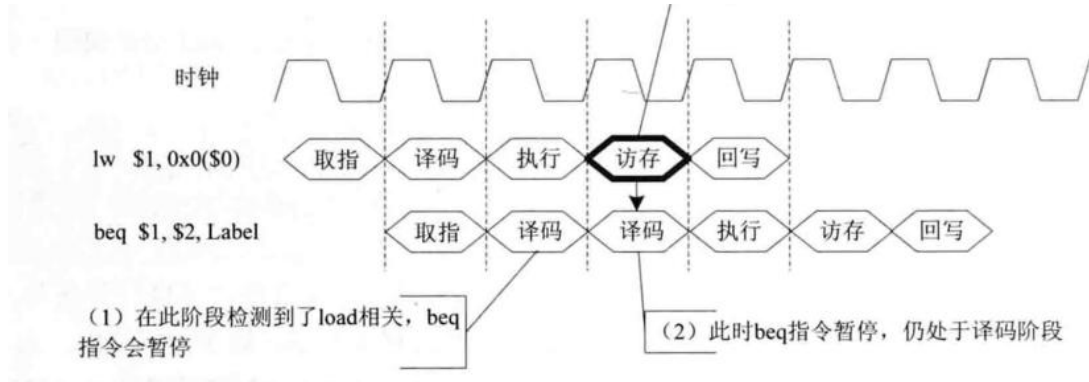 时钟
lw $1, 0x0($0)
取指
译码
执行
访存
回写
beq $1, $2, Label
取指
译码
译码
执行
访存
回写
（1）在此阶段检测到了load相关，beq
指令会暂停
（2）此时beq指令暂停，仍处于译码阶段